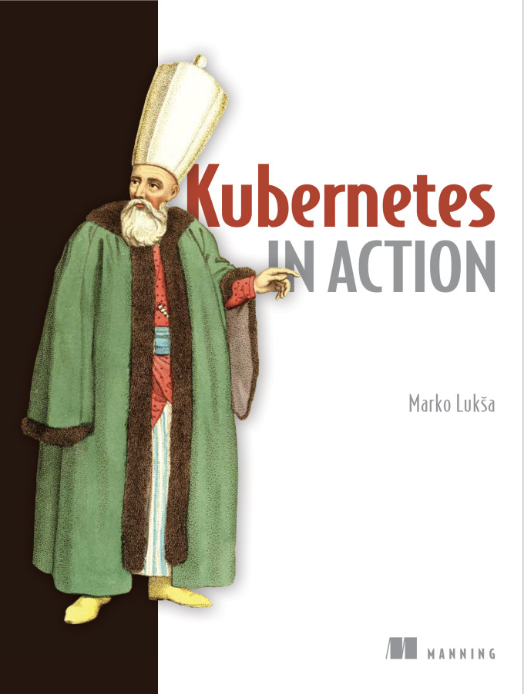 Kubernetes
IN ACTION
Marko Lukša
MANNING